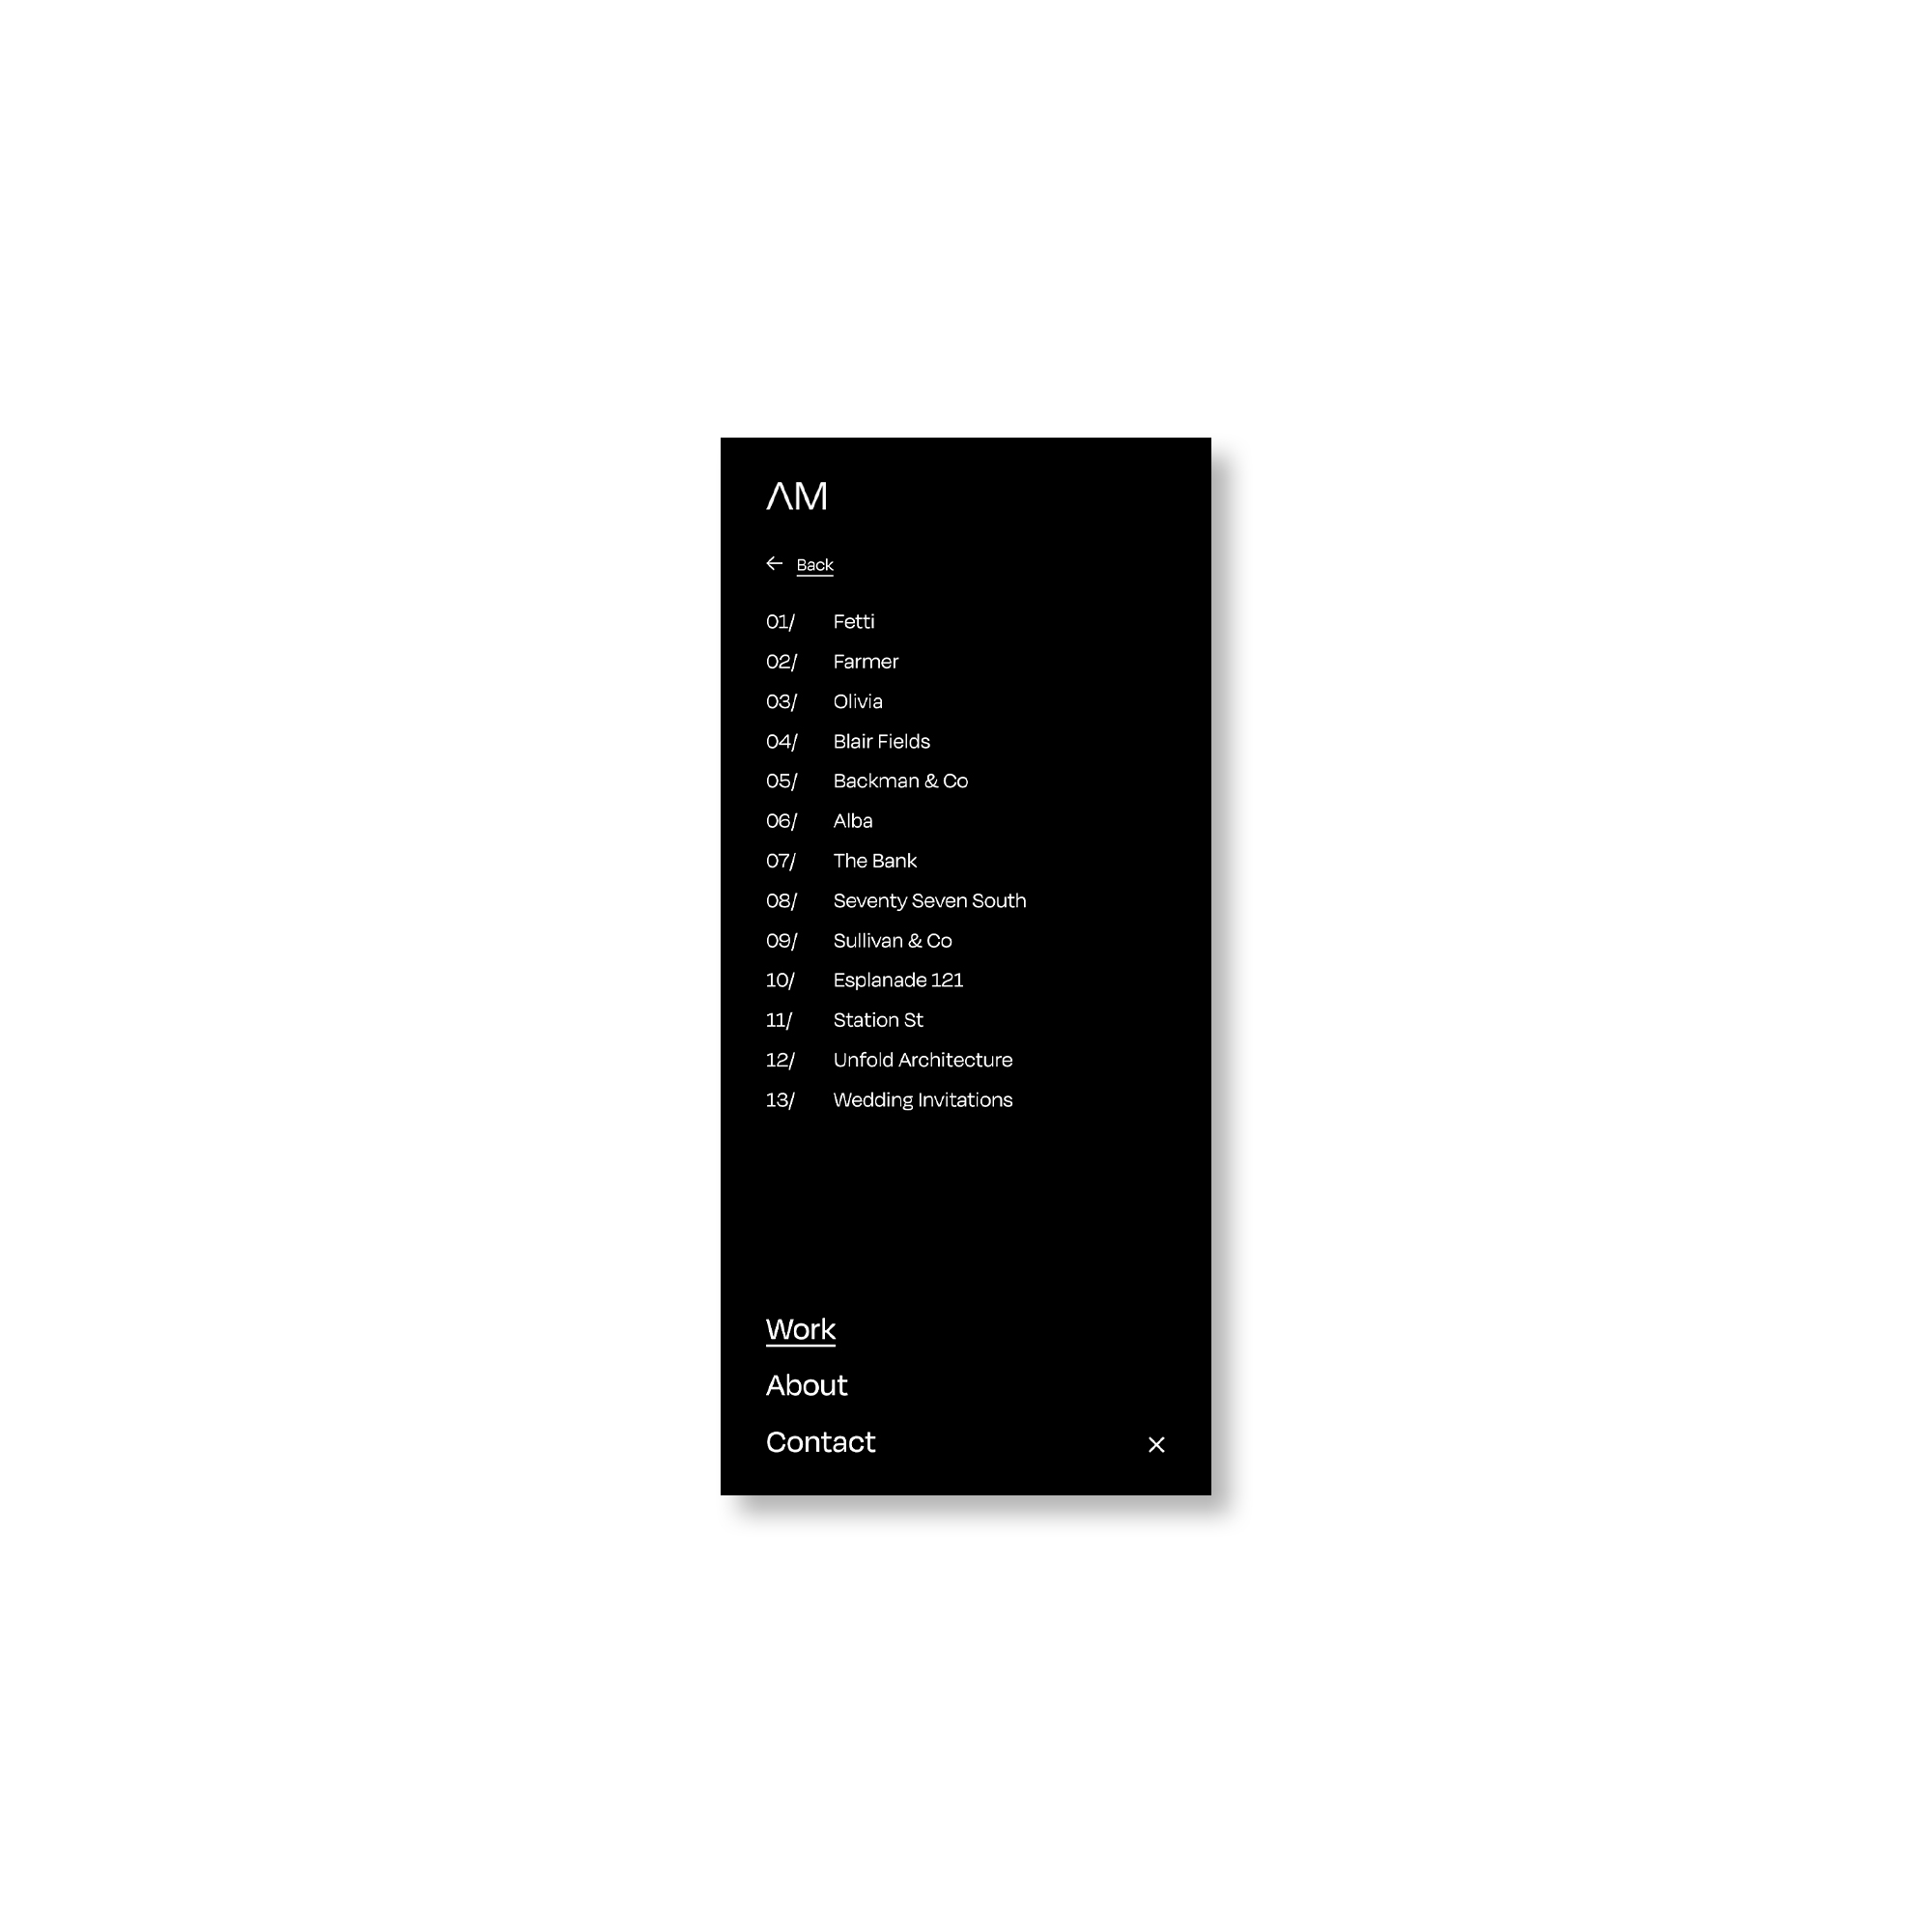 ΛM
← Back
01/ Fetti
02/ Farmer
03/ Olivia
04/ Blair Fields
05/ Backman & Co
06/ Alba
07/ The Bank
08/ Seventy Seven South
09/ Sullivan & Co
10/ Esplanade 121
11/ Station St
12/ Unfold Architecture
13/ Wedding Invitations
Work
About
Contact